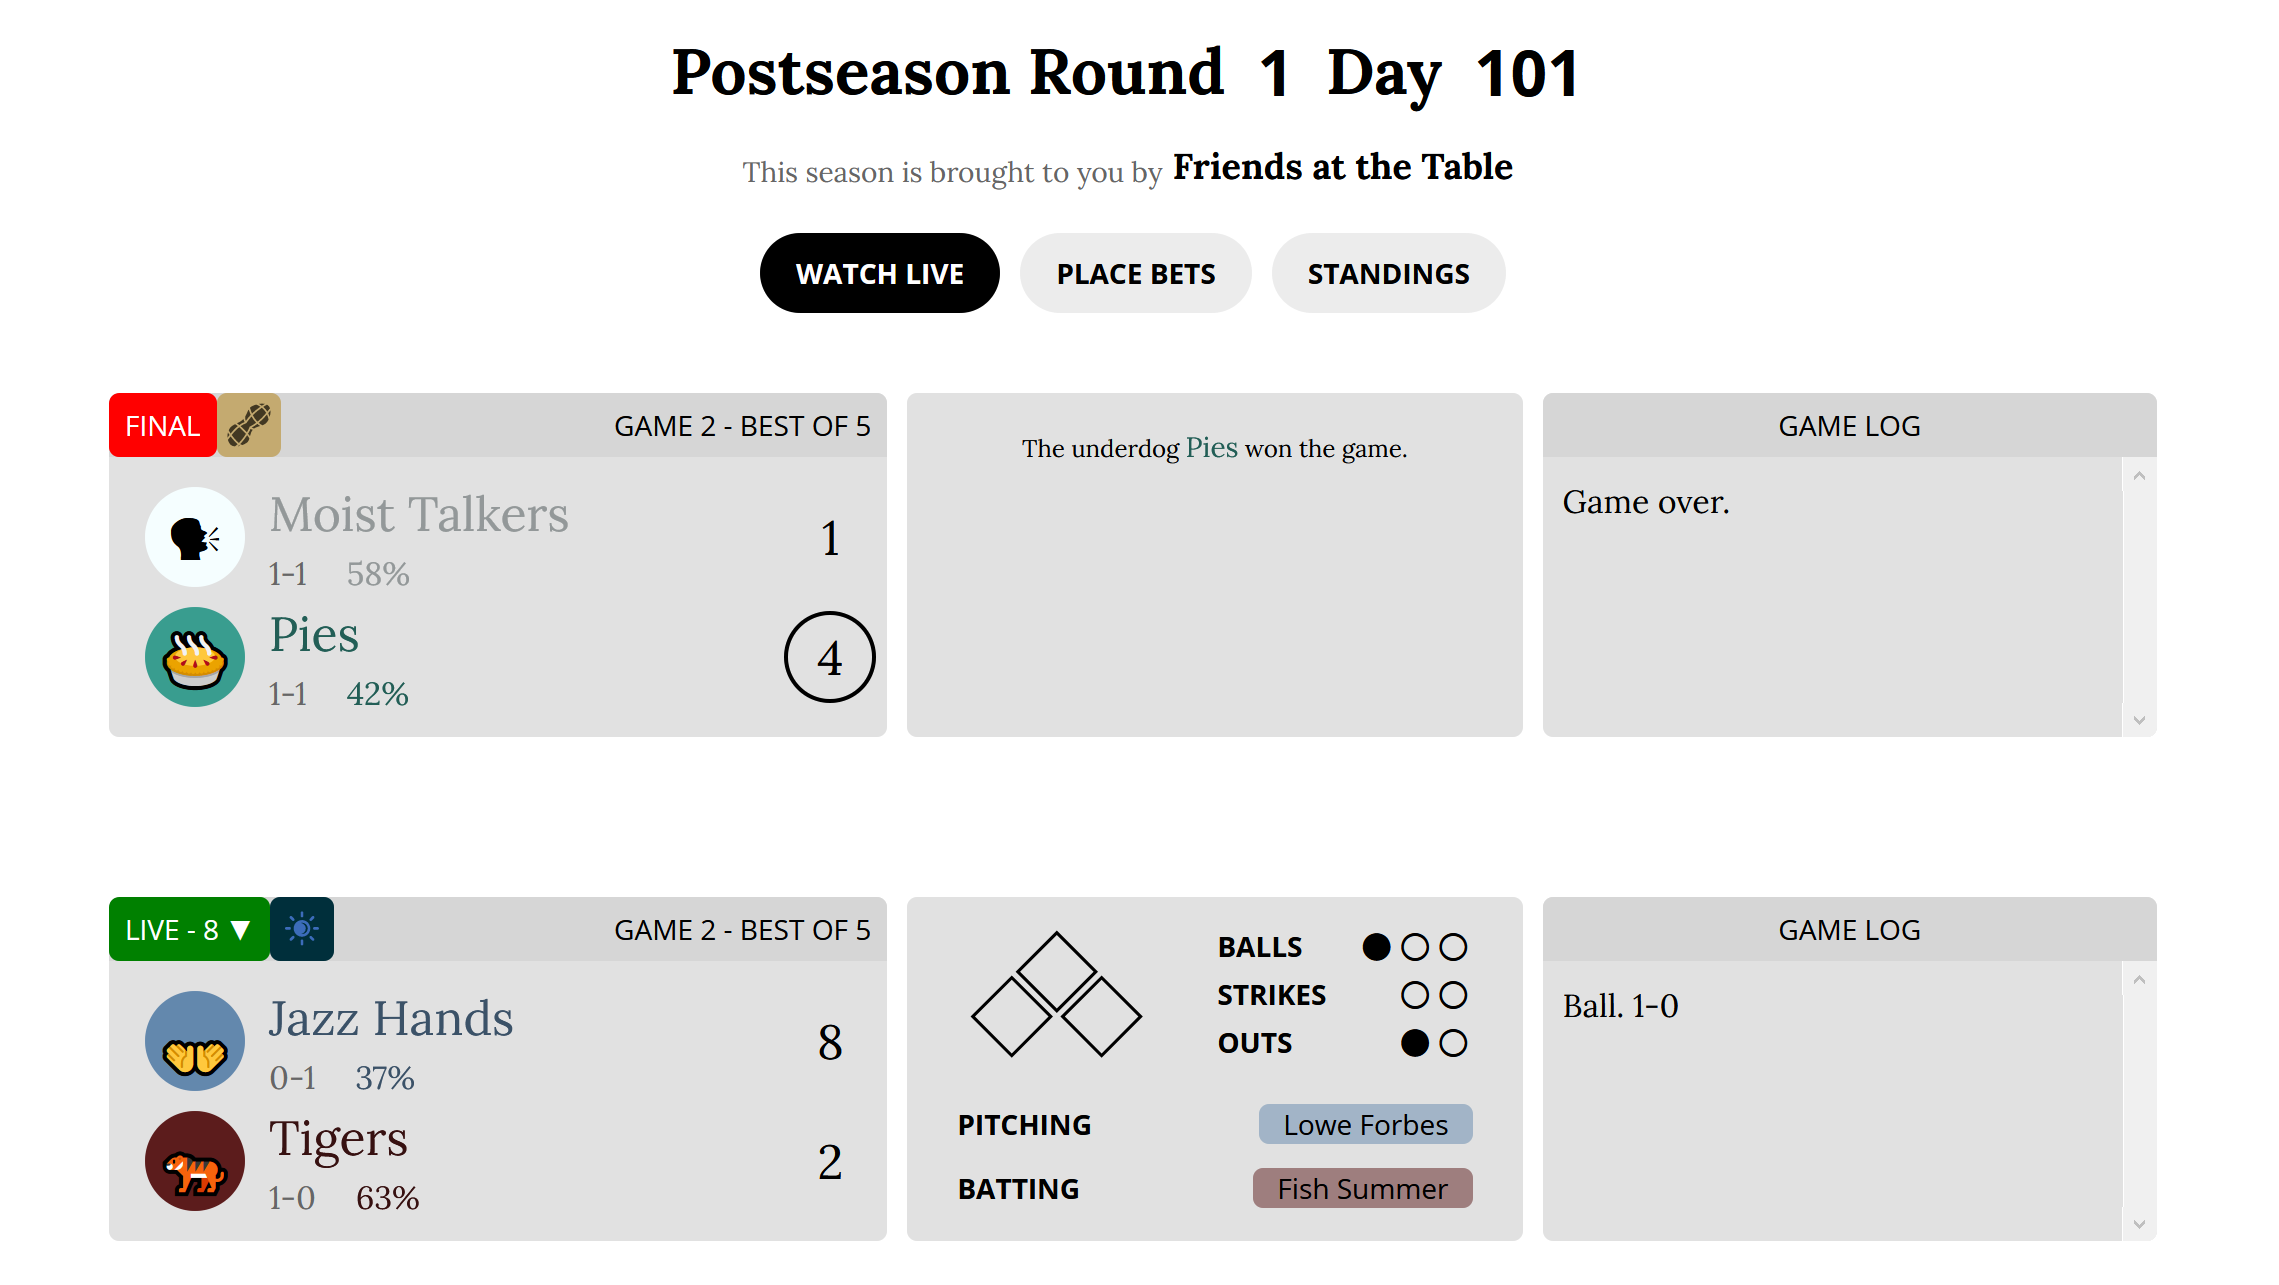 Postseason Round 1 Day 101
This season is brought to you by Friends at the Table
WATCH LIVE
PLACE BETS
STANDINGS
FINAL
GAME 2 - BEST OF 5
Moist Talkers
1
1-1 58%
Pies
4
1-1 42%
The underdog Pies won the game.
GAME LOG
Game over.
LIVE - 8 ▼
GAME 2 - BEST OF 5
Jazz Hands
8
0-1 37%
Tigers
2
1-0 63%
BALLS
STRIKES
OUTS
PITCHING Lowe Forbes
BATTING Fish Summer
GAME LOG
Ball. 1-0